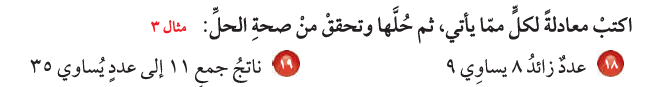 اكتبْ معادلةً لكلٍّ ممّا يأتي، ثم حُلَّها وتحققْ منْ صحةِ الحلِّ: مثال ٣
١٨ عددٌ زائدُ ٨ يساوِي ٩
١٩ ناتجُ جمعِ ١١ إلى عددٍ يُساوي ٣٥